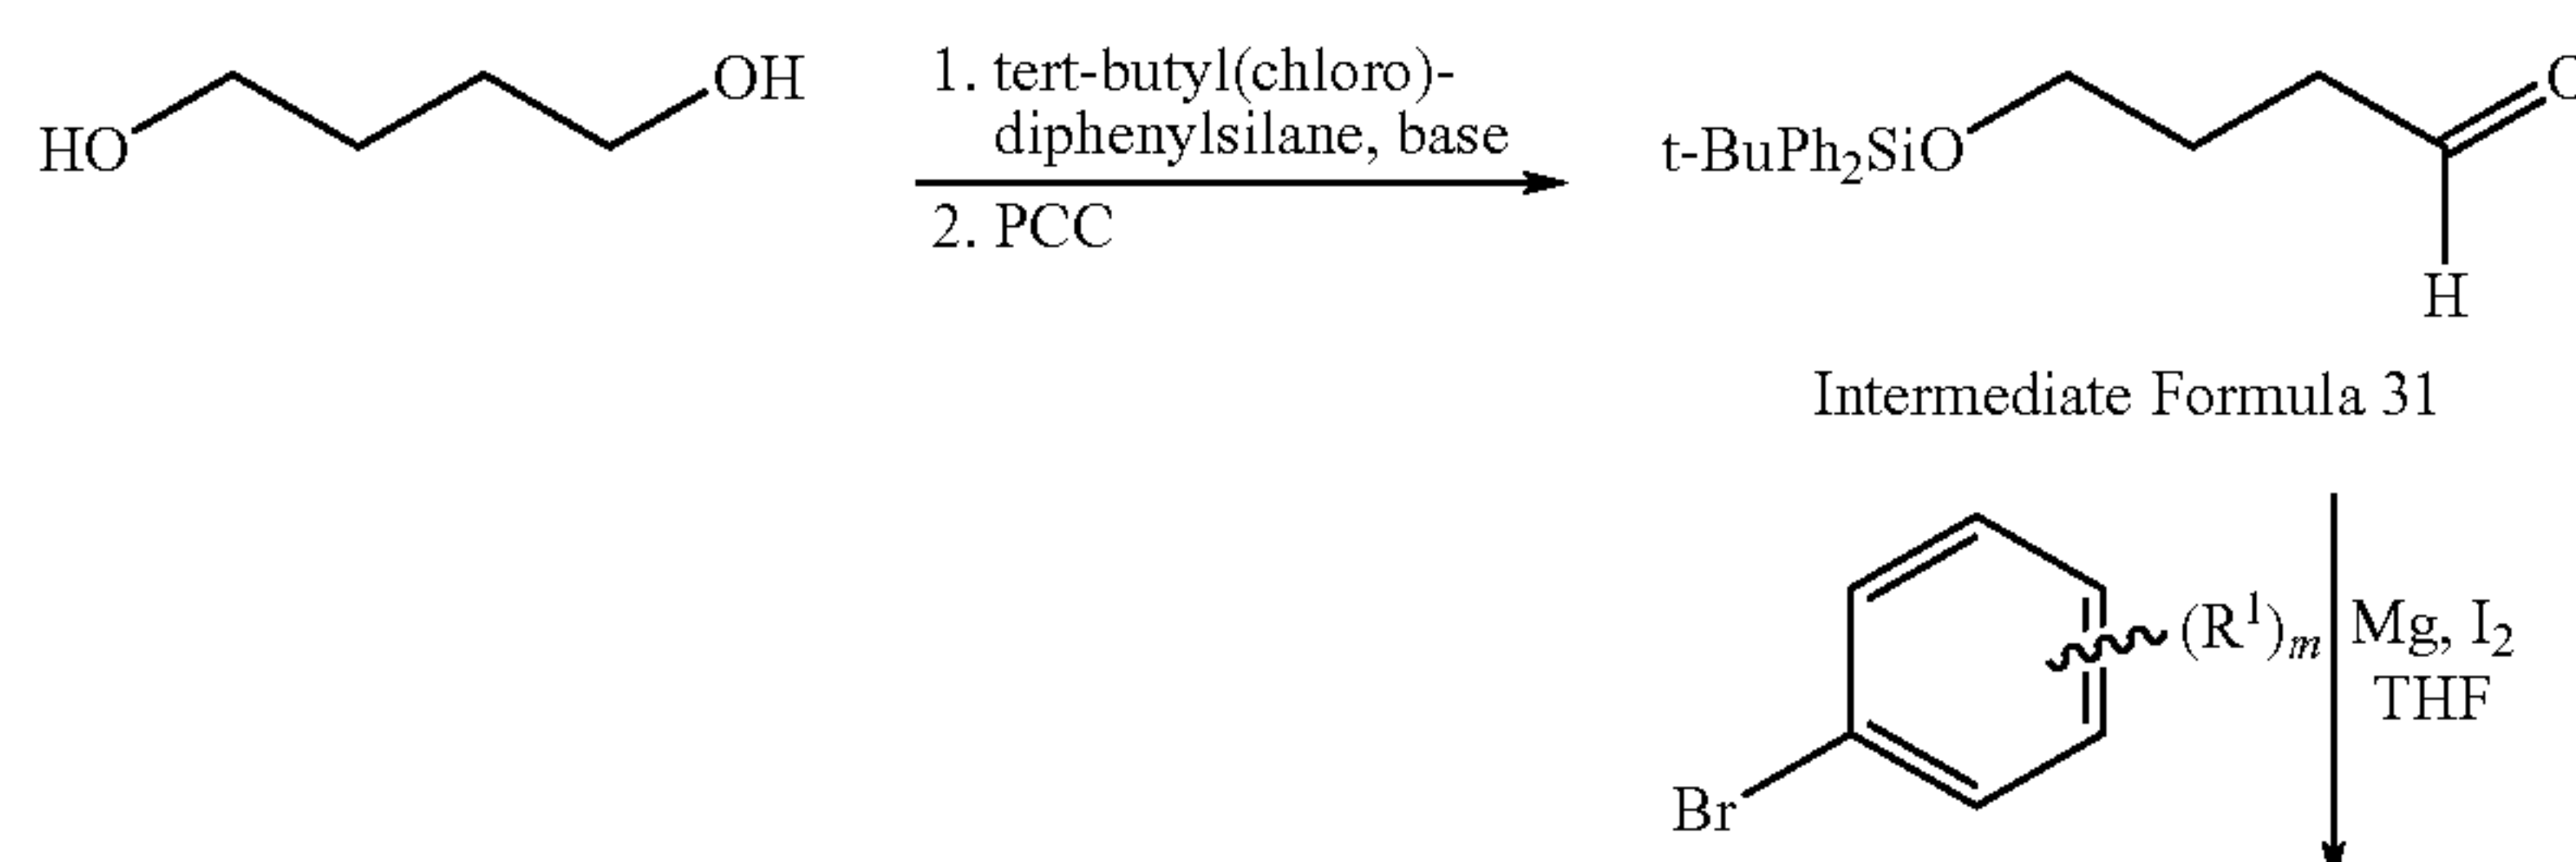 HO
OH
1. tert-butyl(chloro)-
diphenylsilane, base
2. PCC
t-BuPh₂SiO
O
H
Intermediate Formula 31
(R¹)ₘ
Mg, I₂
THF
Br